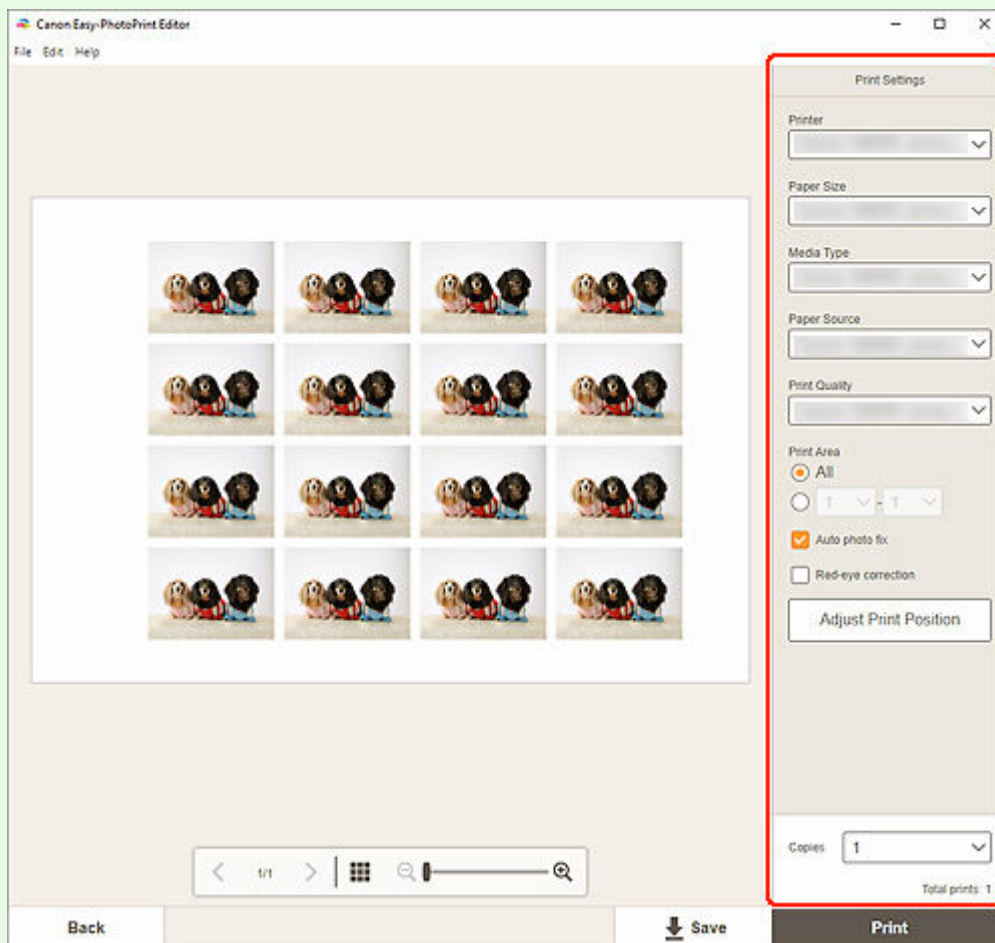 Canon Easy-PhotoPrint Editor
File Edit Help
Print Settings
Printer
Paper Size
Media Type
Paper Source
Print Quality
Print Area
All
1 - 1
Auto photo fix
Red-eye correction
Adjust Print Position
1/1
Copies 1
Total prints: 1
Back
Save
Print